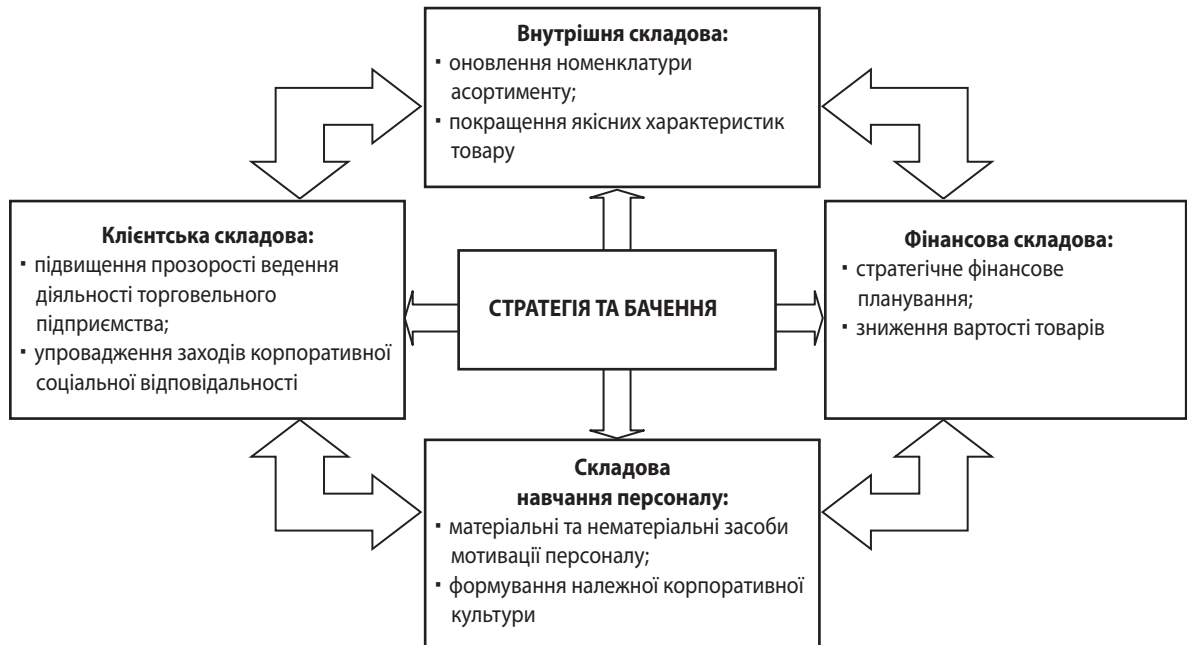 Внутрішня складова:
▪ оновлення номенклатури
асортименту;
▪ покращення якісних характеристик
товару
Клієнтська складова:
▪ підвищення прозорості ведення
діяльності торговельного
підприємства;
▪ упровадження заходів корпоративної
соціальної відповідальності
СТРАТЕГІЯ ТА БАЧЕННЯ
Фінансова складова:
▪ стратегічне фінансове
планування;
▪ зниження вартості товарів
Складова
навчання персоналу:
▪ матеріальні та нематеріальні засоби
мотивації персоналу;
▪ формування належної корпоративної
культури